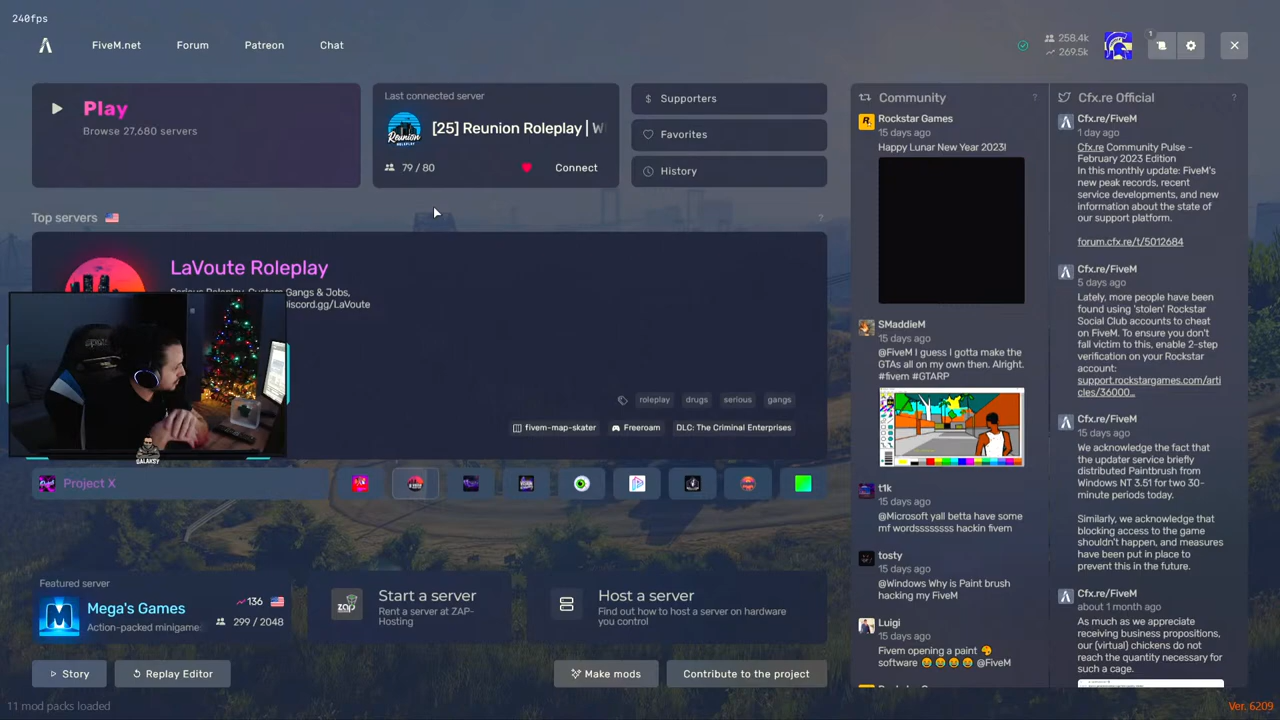 240fps
FiveM.net
Forum
Patreon
Chat
258.4k
269.5k
1
Play
Browse 27,680 servers
Last connected server
[25] Reunion Roleplay | W
79 / 80
Connect
Supporters
Favorites
History
Top servers
?
LaVoute Roleplay
Serious Roleplay, Custom Gangs & Jobs,
iscord.gg/LaVoute
roleplay
drugs
serious
gangs
fivem-map-skater
Freeroam
DLC: The Criminal Enterprises
GALAKSY
Project X
Featured server
Mega's Games
Action-packed minigame
136
299 / 2048
Start a server
Rent a server at ZAP-
Hosting
Host a server
Find out how to host a server on hardware
you control
Story
Replay Editor
Make mods
Contribute to the project
11 mod packs loaded
Ver. 6209
Community
?
Rockstar Games
15 days ago
Happy Lunar New Year 2023!
SMaddieM
15 days ago
@FiveM I guess I gotta make the
GTAs all on my own then. Alright.
#fivem #GTARP
t1k
15 days ago
@Microsoft yall betta have some
mf wordsssssss hackin fivem
tosty
15 days ago
@Windows Why is Paint brush
hacking my FiveM
Luigi
15 days ago
Fivem opening a paint
software @FiveM
Cfx.re Official
?
Cfx.re/FiveM
1 day ago
Cfx.re Community Pulse -
February 2023 Edition
In this monthly update: FiveM's
new peak records, recent
service developments, and new
information about the state of
our support platform.
forum.cfx.re/t/5012684
Cfx.re/FiveM
5 days ago
Lately, more people have been
found using 'stolen' Rockstar
Social Club accounts to cheat
on FiveM. To ensure you don't
fall victim to this, enable 2-step
verification on your Rockstar
account:
support.rockstargames.com/arti
cles/36000…
Cfx.re/FiveM
15 days ago
We acknowledge the fact that
the updater service briefly
distributed Paintbrush from
Windows NT 3.51 for two 30-
minute periods today.
Similarly, we acknowledge that
blocking access to the game
shouldn't happen, and measures
have been put in place to
prevent this in the future.
Cfx.re/FiveM
about 1 month ago
As much as we appreciate
receiving business propositions,
our (virtual) chickens do not
reach the quantity necessary for
such a cage.